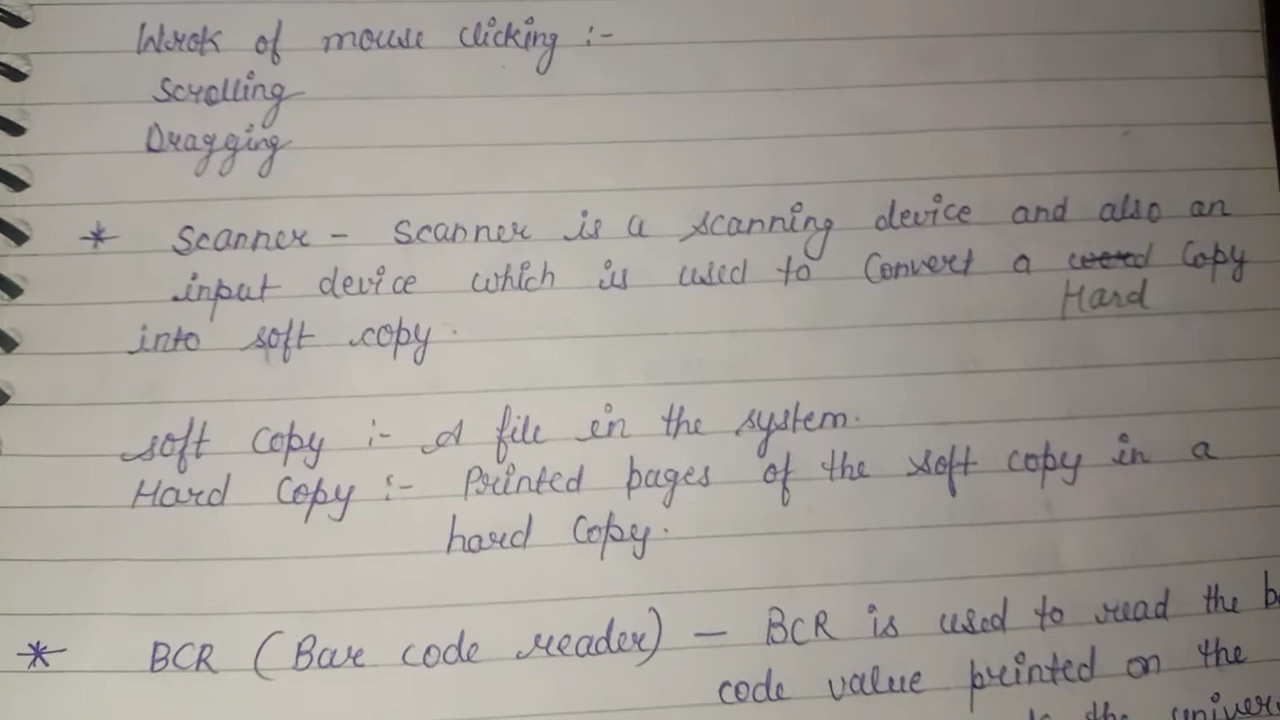 Work of mouse clicking :-
Scrolling
Dragging
* Scanner - Scanner is a scanning device and also an
input device which is used to Convert a Copy
Hard
into soft copy.
soft copy :- A file in the system.
Hard Copy :- Printed pages of the soft copy in a
hard Copy.
* BCR (Bar code reader) - BCR is used to read the
code value printed on the
the